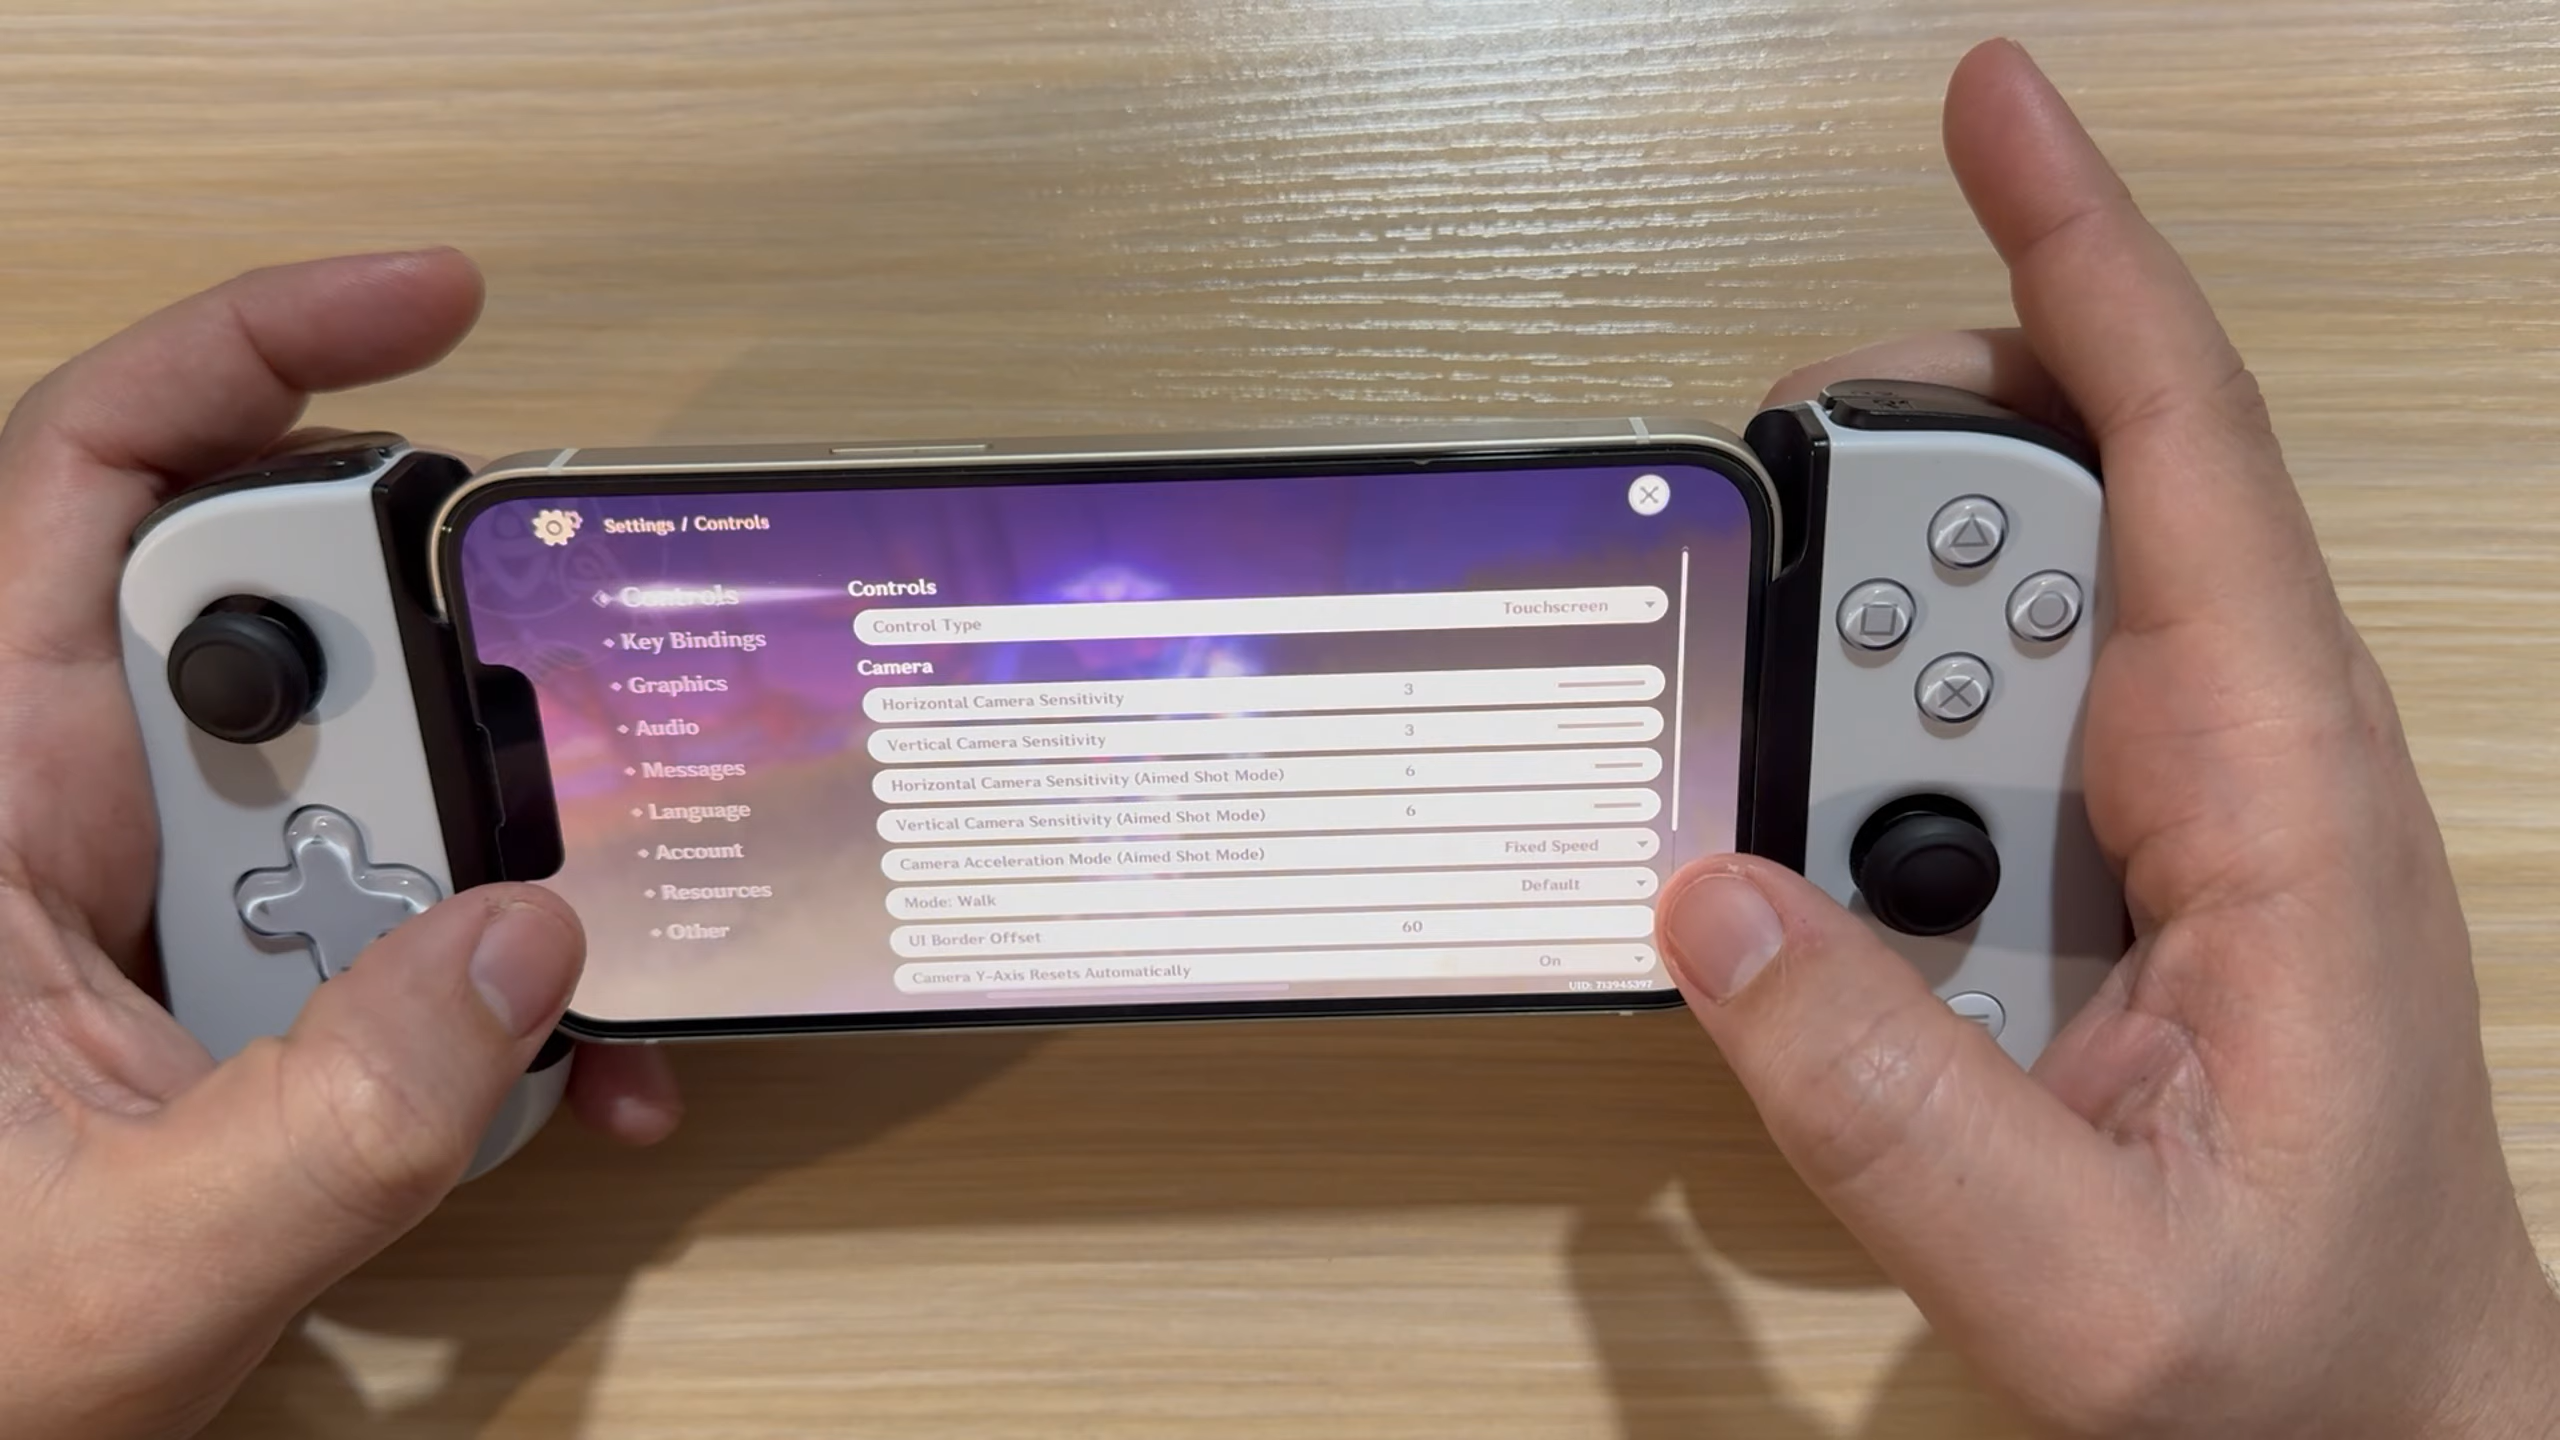 Settings / Controls
Controls
Key Bindings
Graphics
Audio
Messages
Language
Account
Resources
Other
Controls
Control Type Touchscreen
Camera
Horizontal Camera Sensitivity 3
Vertical Camera Sensitivity 3
Horizontal Camera Sensitivity (Aimed Shot Mode) 6
Vertical Camera Sensitivity (Aimed Shot Mode) 6
Camera Acceleration Mode (Aimed Shot Mode) Fixed Speed
Mode: Walk Default
UI Border Offset 60
Camera Y-Axis Resets Automatically On
UID: 713945397